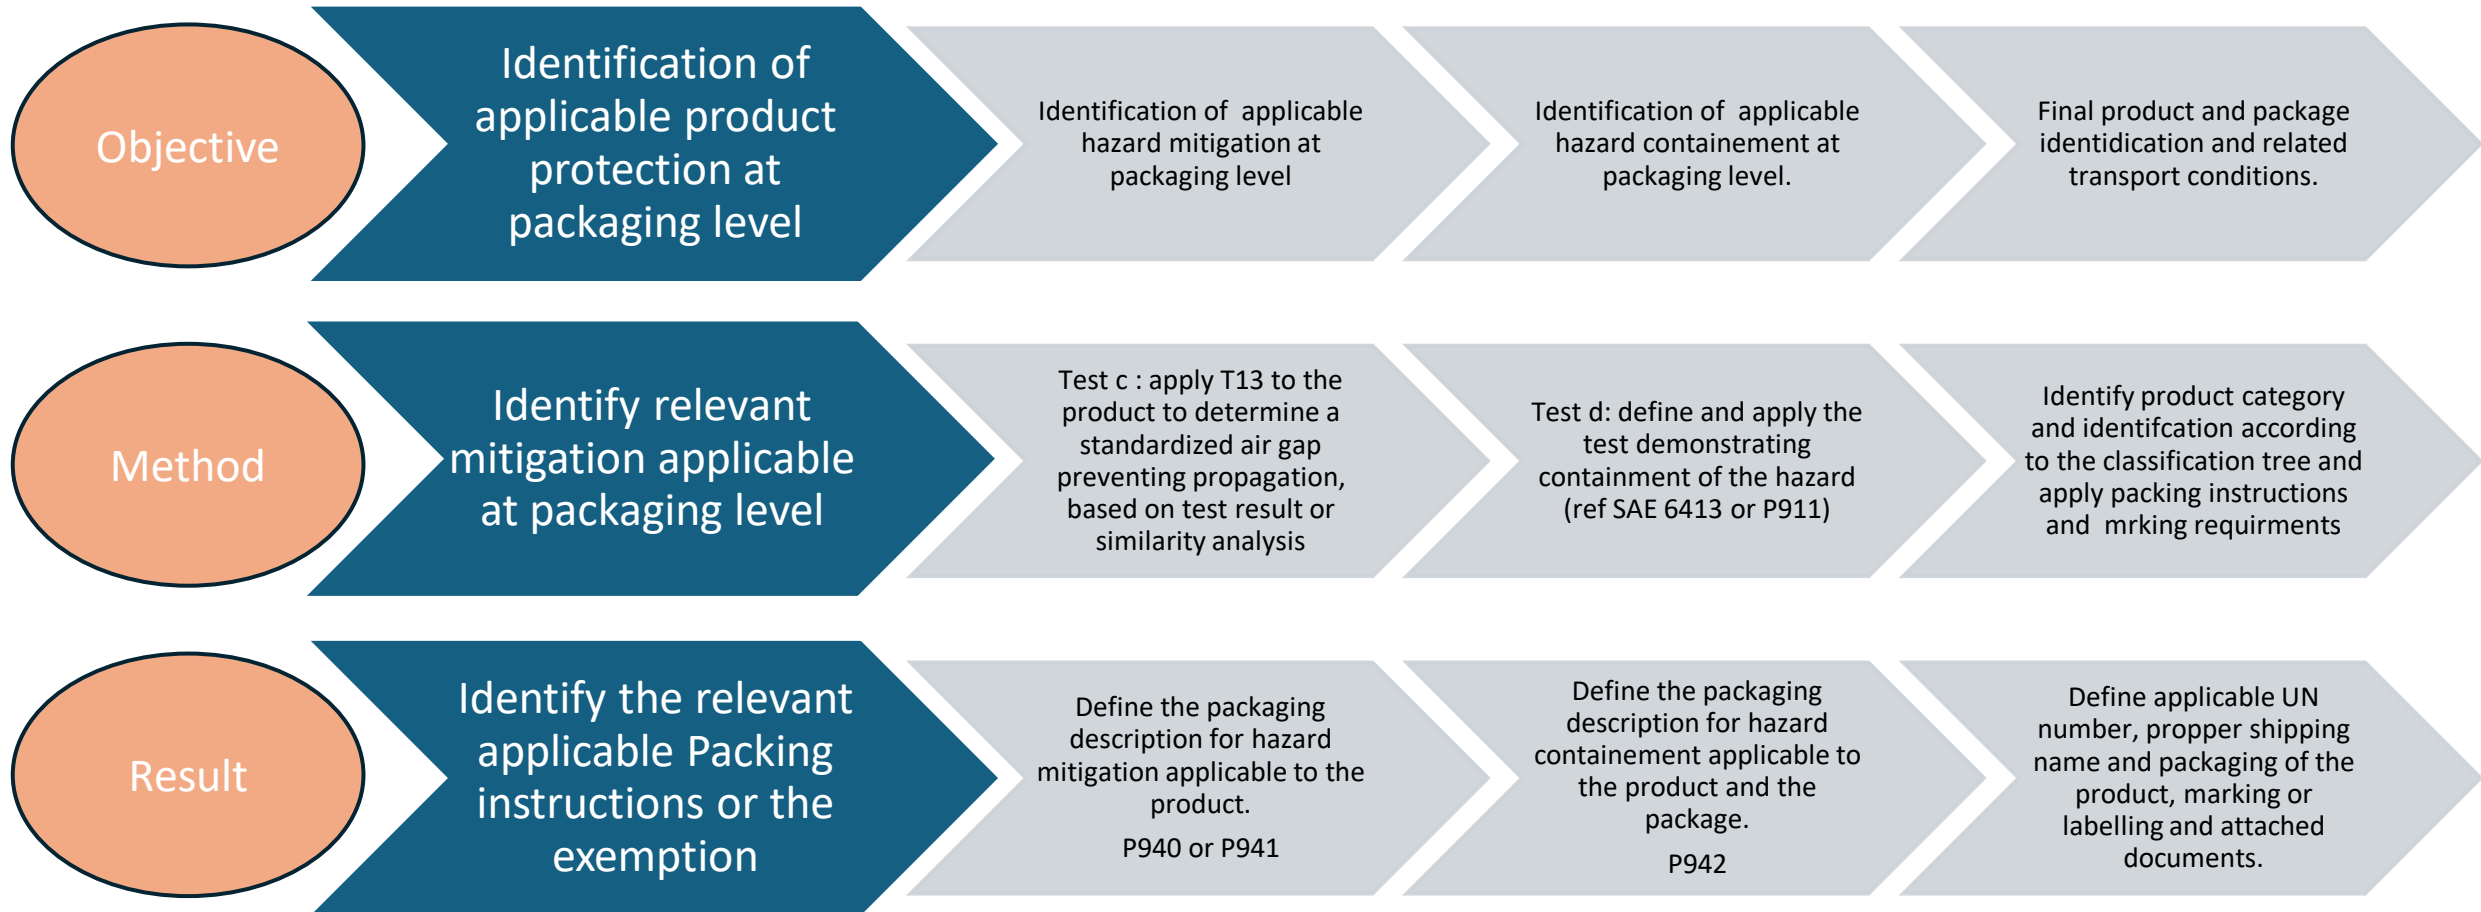 Objective
Identification of
applicable product
protection at
packaging level
Identification of  applicable
hazard mitigation at
packaging level
Identification of  applicable
hazard containement at
packaging level.
Final product and package
identidication and related
transport conditions.
Method
Identify relevant
mitigation applicable
at packaging level
Test c : apply T13 to the
product to determine a
standardized air gap
preventing propagation,
based on test result or
similarity analysis
Test d: define and apply the
test demonstrating
containment of the hazard
(ref SAE 6413 or P911)
Identify product category
and identifcation according
to the classification tree and
apply packing instructions
and  mrking requirments
Result
Identify the relevant
applicable Packing
instructions or the
exemption
Define the packaging
description for hazard
mitigation applicable to the
product.
P940 or P941
Define the packaging
description for hazard
containement applicable to
the product and the
package.
P942
Define applicable UN
number, propper shipping
name and packaging of the
product, marking or
labelling and attached
documents.